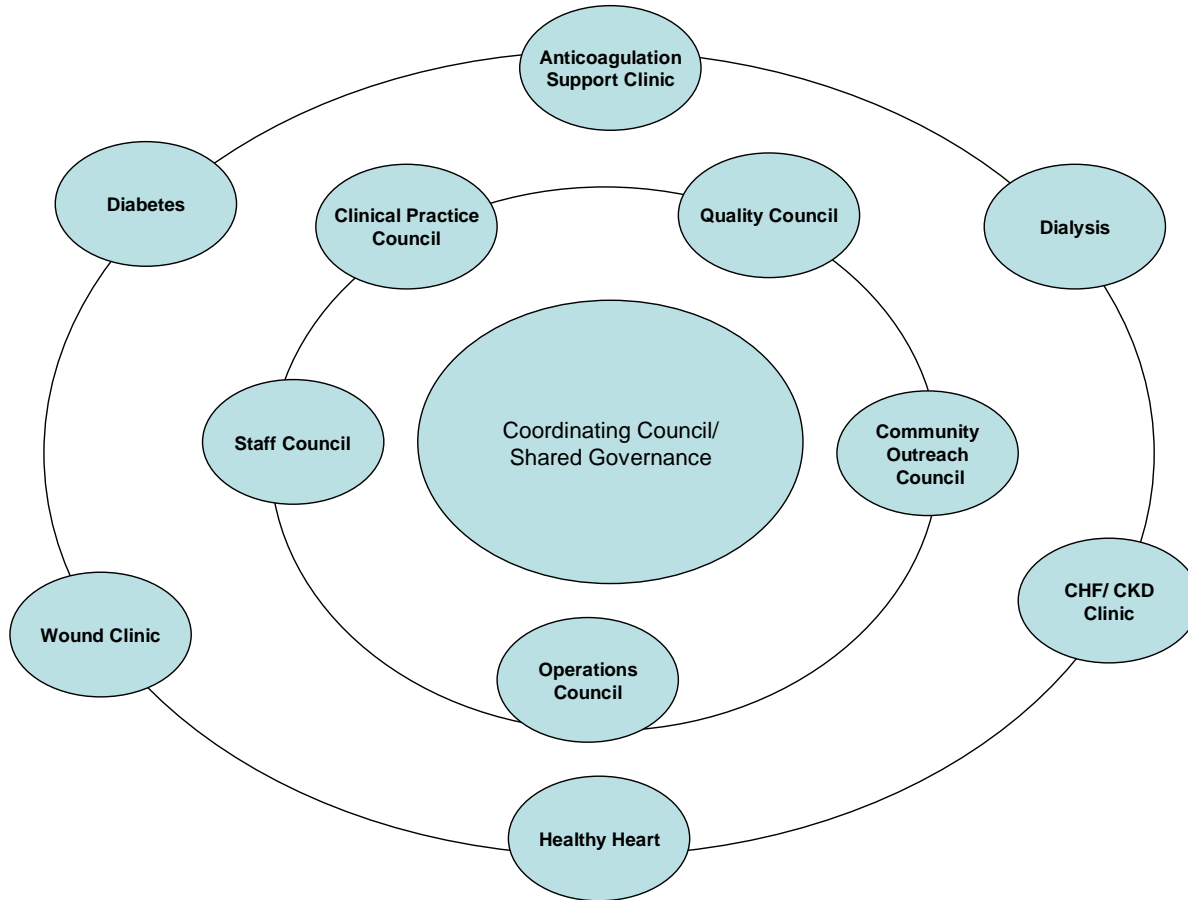 Anticoagulation
Support Clinic
Diabetes
Clinical Practice
Council
Quality Council
Dialysis
Staff Council
Coordinating Council/
Shared Governance
Community
Outreach
Council
CHF/ CKD
Clinic
Wound Clinic
Operations
Council
Healthy Heart